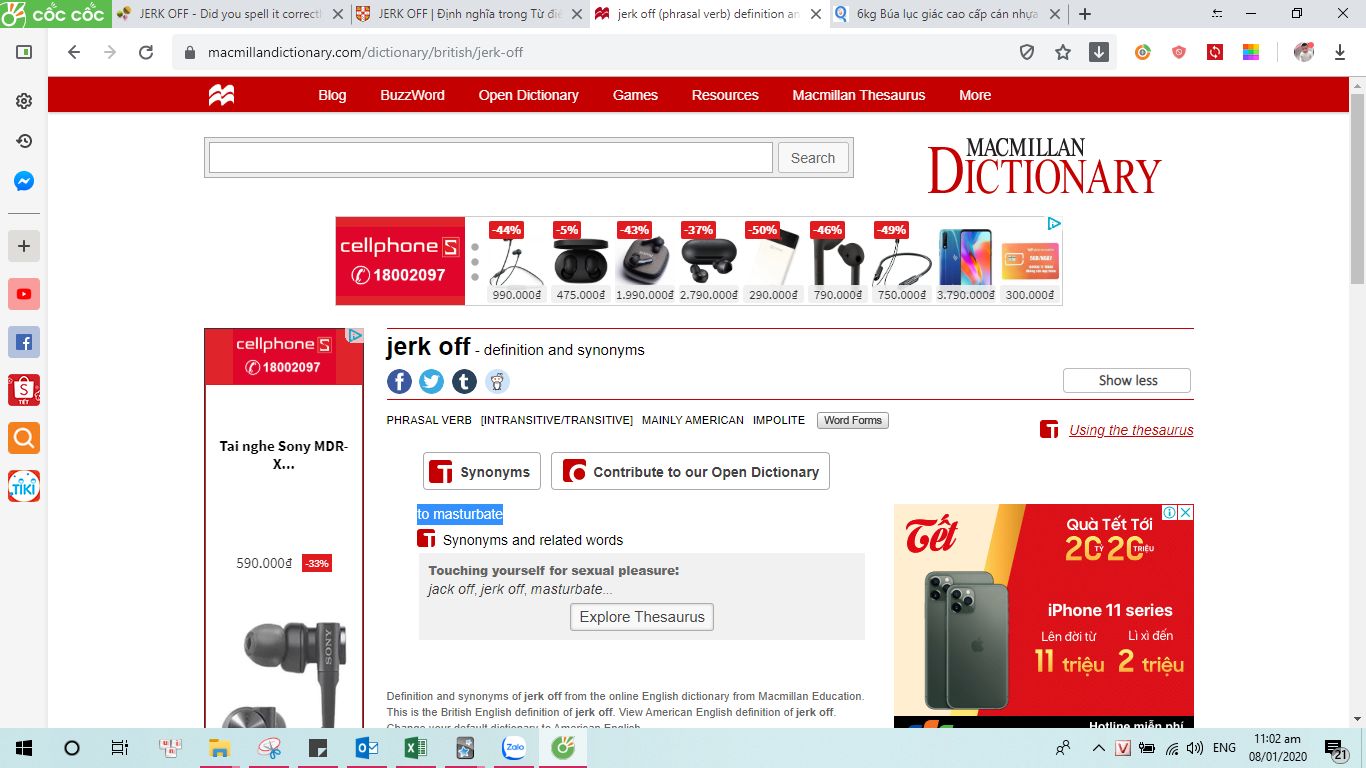 cốc cốc
JERK OFF - Did you spell it correctl
JERK OFF | Định nghĩa trong Từ điể
jerk off (phrasal verb) definition an
6kg Búa lục giác cao cấp cán nhựa
macmillandictionary.com/dictionary/british/jerk-off
Blog BuzzWord Open Dictionary Games Resources Macmillan Thesaurus More
Search
MACMILLAN
DICTIONARY
cellphoneS
18002097
-44% -5% -43% -37% -50% -46% -49%
990.000₫ 475.000₫ 1.990.000₫ 2.790.000₫ 290.000₫ 790.000₫ 750.000₫ 3.790.000₫ 300.000₫
cellphoneS
18002097
Tai nghe Sony MDR-
X...
590.000₫ -33%
SONY
jerk off - definition and synonyms
Show less
PHRASAL VERB [INTRANSITIVE/TRANSITIVE] MAINLY AMERICAN IMPOLITE Word Forms
Using the thesaurus
Synonyms
Contribute to our Open Dictionary
to masturbate
Synonyms and related words
Touching yourself for sexual pleasure:
jack off, jerk off, masturbate...
Explore Thesaurus
Definition and synonyms of jerk off from the online English dictionary from Macmillan Education.
This is the British English definition of jerk off. View American English definition of jerk off.
Change your default dictionary to American English.
Tết
Quà Tết Tới
20 TỶ 20 TRIỆU
iPhone 11 series
Lên đời từ
11 triệu
Lì xì đến
2 triệu
Hotline miễn phí
TẾT
TIKI
Zalo
ENG
11:02 am
08/01/2020
21